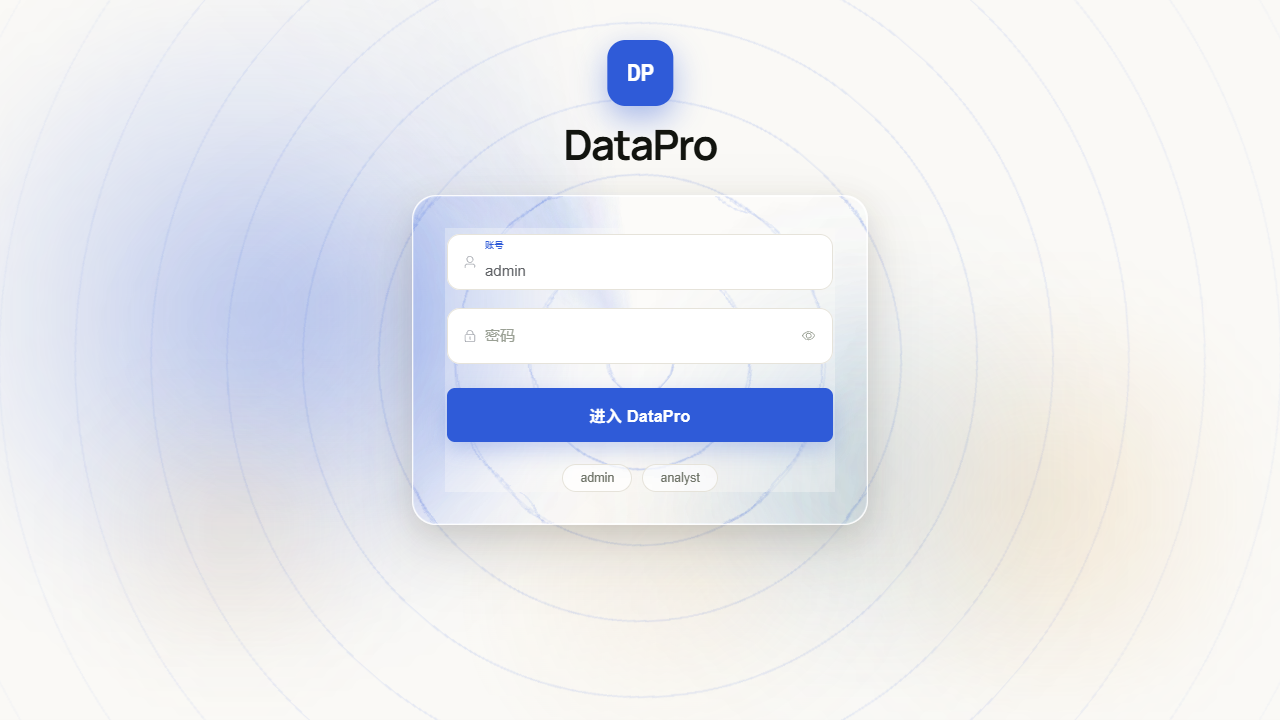 DP
DataPro
账号
admin
密码
进入 DataPro
admin
analyst